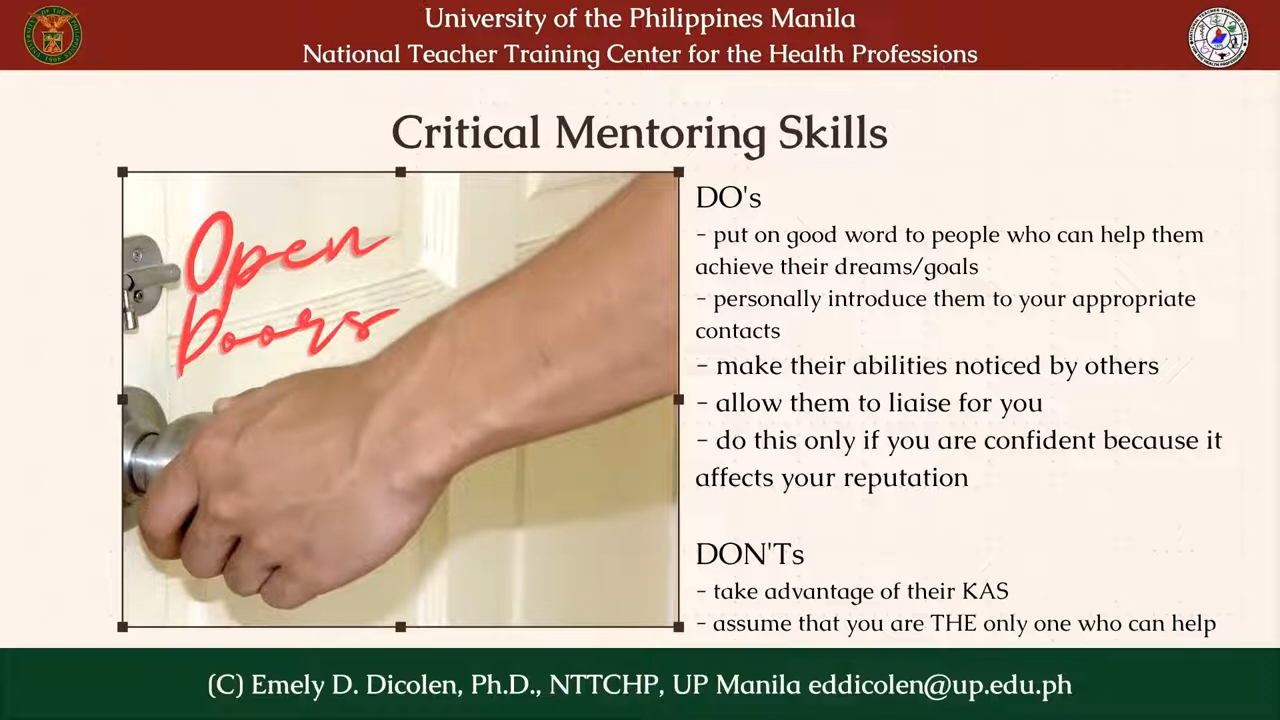 University of the Philippines Manila
National Teacher Training Center for the Health Professions
Critical Mentoring Skills
Open
Doors
DO's
- put on good word to people who can help them
achieve their dreams/goals
- personally introduce them to your appropriate
contacts
- make their abilities noticed by others
- allow them to liaise for you
- do this only if you are confident because it
affects your reputation
DON'Ts
- take advantage of their KAS
- assume that you are THE only one who can help
(C) Emely D. Dicolen, Ph.D., NTTCHP, UP Manila eddicolen@up.edu.ph